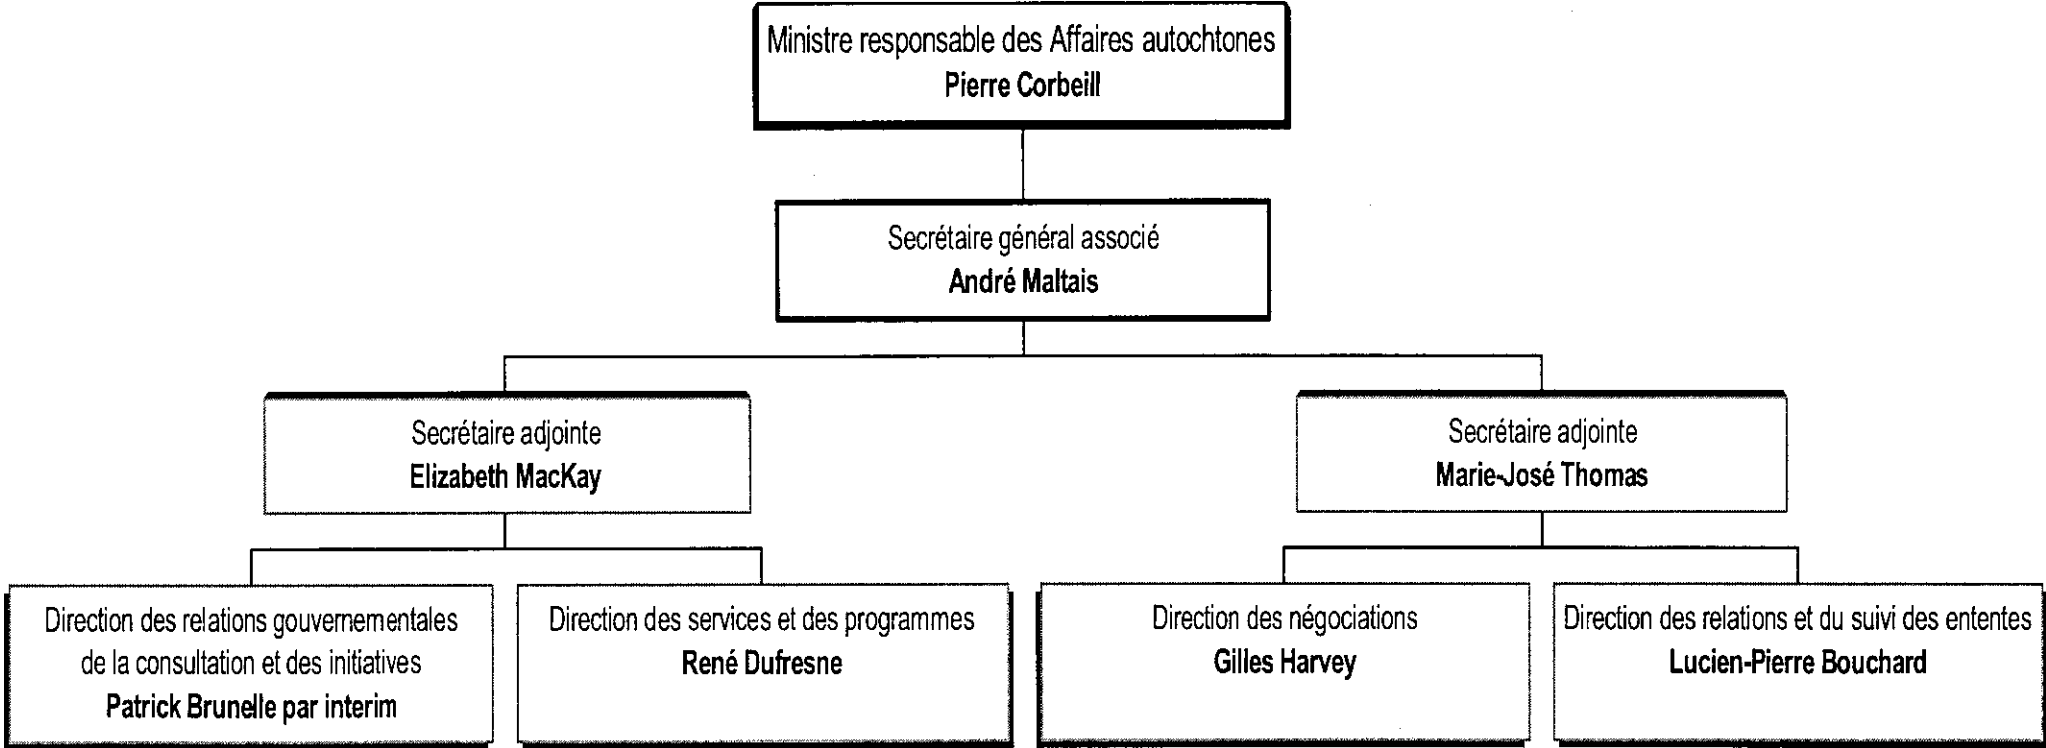 Ministre responsable des Affaires autochtones
Pierre Corbeill
Secrétaire général associé
André Maltais
Secrétaire adjointe
Elizabeth MacKay
Secrétaire adjointe
Marie-José Thomas
Direction des relations gouvernementales
de la consultation et des initiatives
Patrick Brunelle par interim
Direction des services et des programmes
René Dufresne
Direction des négociations
Gilles Harvey
Direction des relations et du suivi des ententes
Lucien-Pierre Bouchard